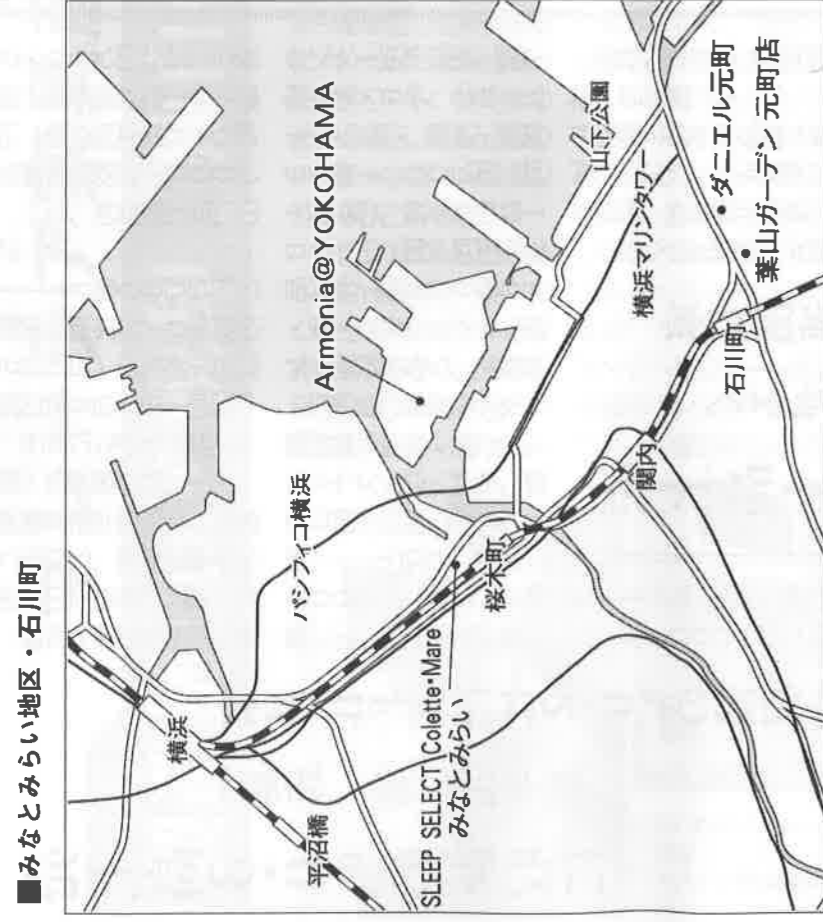 ■みなとみらい地区・石川町
横浜
平沼橋
パシフィコ横浜
Armonia@YOKOHAMA
SLEEP SELECT Colette・Mare
みなとみらい
桜木町
関内
石川町
山下公園
横浜マリンタワー
ダニエル元町
葉山ガーデン 元町店